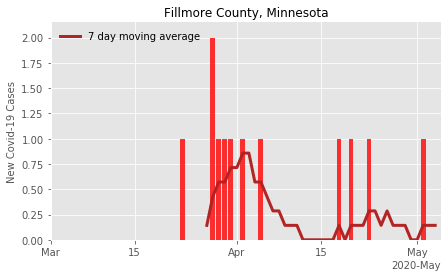 Fillmore County, Minnesota
7 day moving average
New Covid-19 Cases
2.00
1.75
1.50
1.25
1.00
0.75
0.50
0.25
0.00
Mar
15
Apr
15
May
2020-May